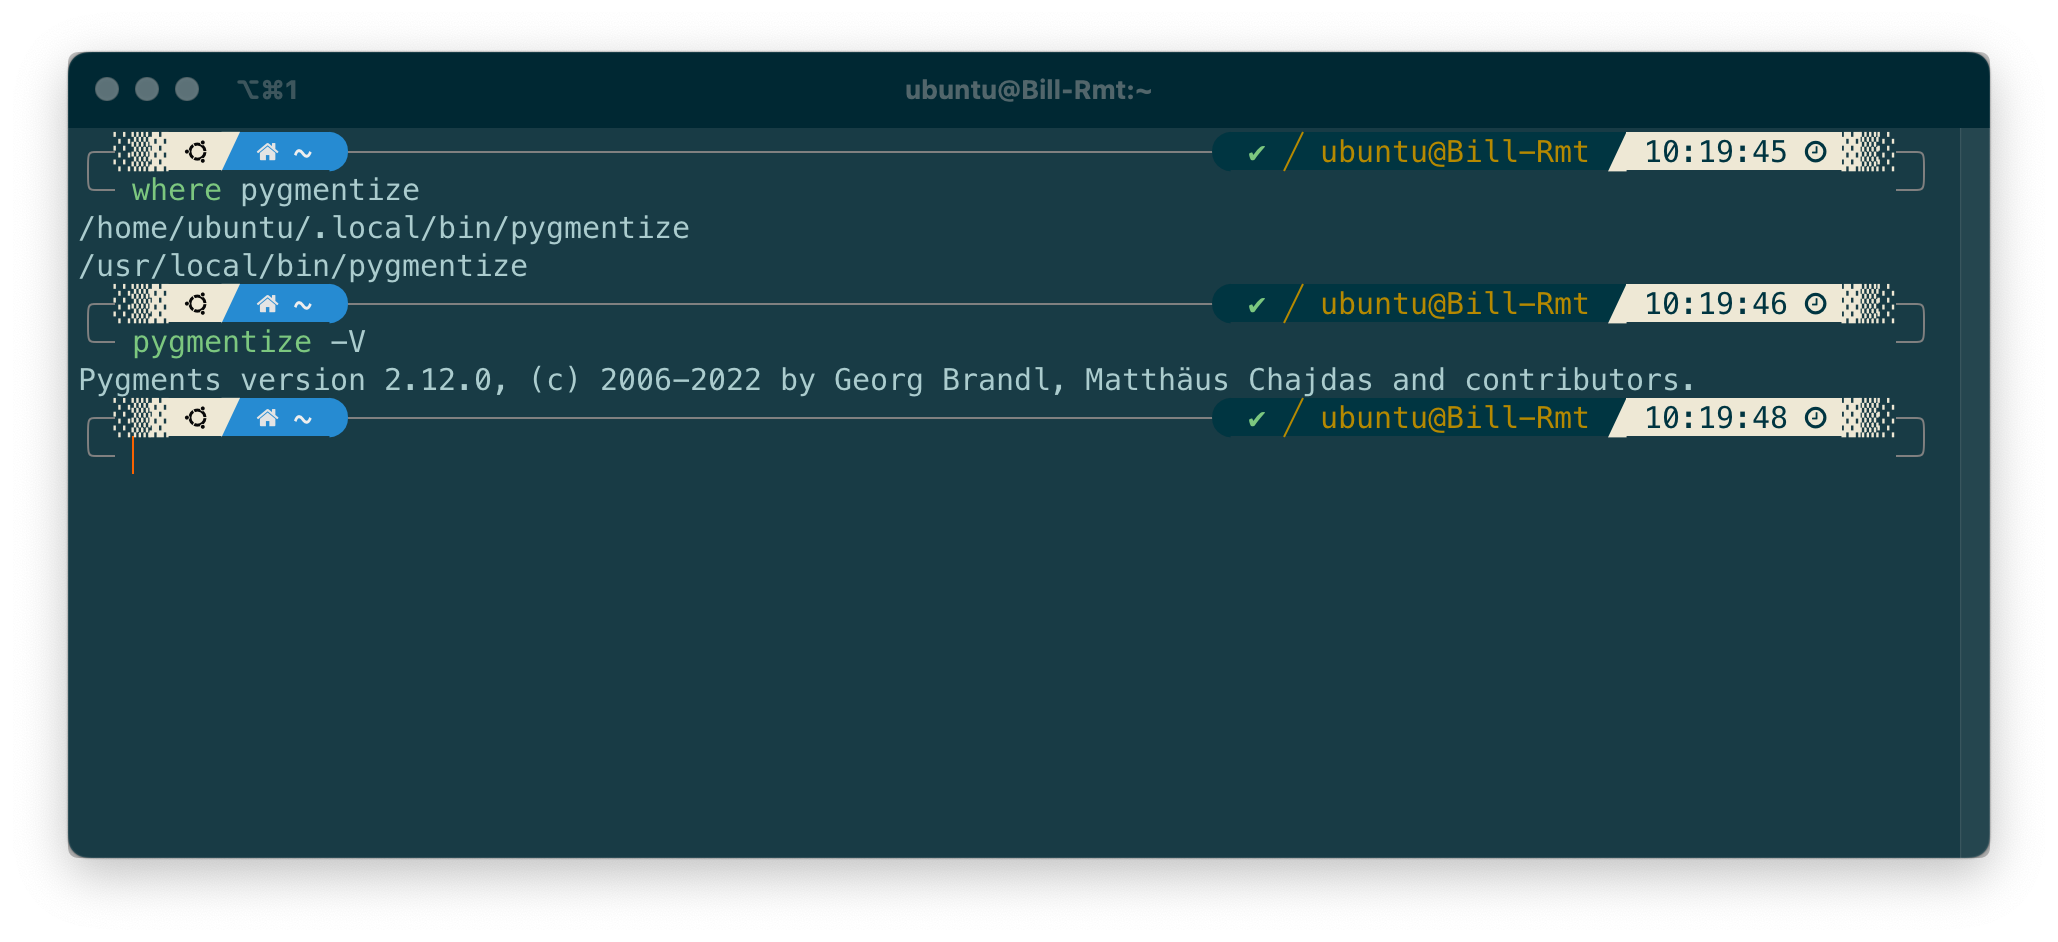 ⌥⌘1 ubuntu@Bill-Rmt:~
~ ✔ ubuntu@Bill-Rmt 10:19:45
where pygmentize
/home/ubuntu/.local/bin/pygmentize
/usr/local/bin/pygmentize
~ ✔ ubuntu@Bill-Rmt 10:19:46
pygmentize -V
Pygments version 2.12.0, (c) 2006-2022 by Georg Brandl, Matthäus Chajdas and contributors.
~ ✔ ubuntu@Bill-Rmt 10:19:48